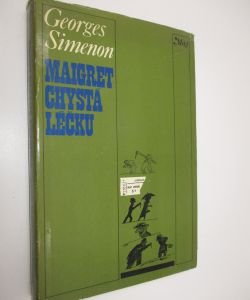 Georges
Simenon
MAIGRET
CHYSTÁ
LÉČKU